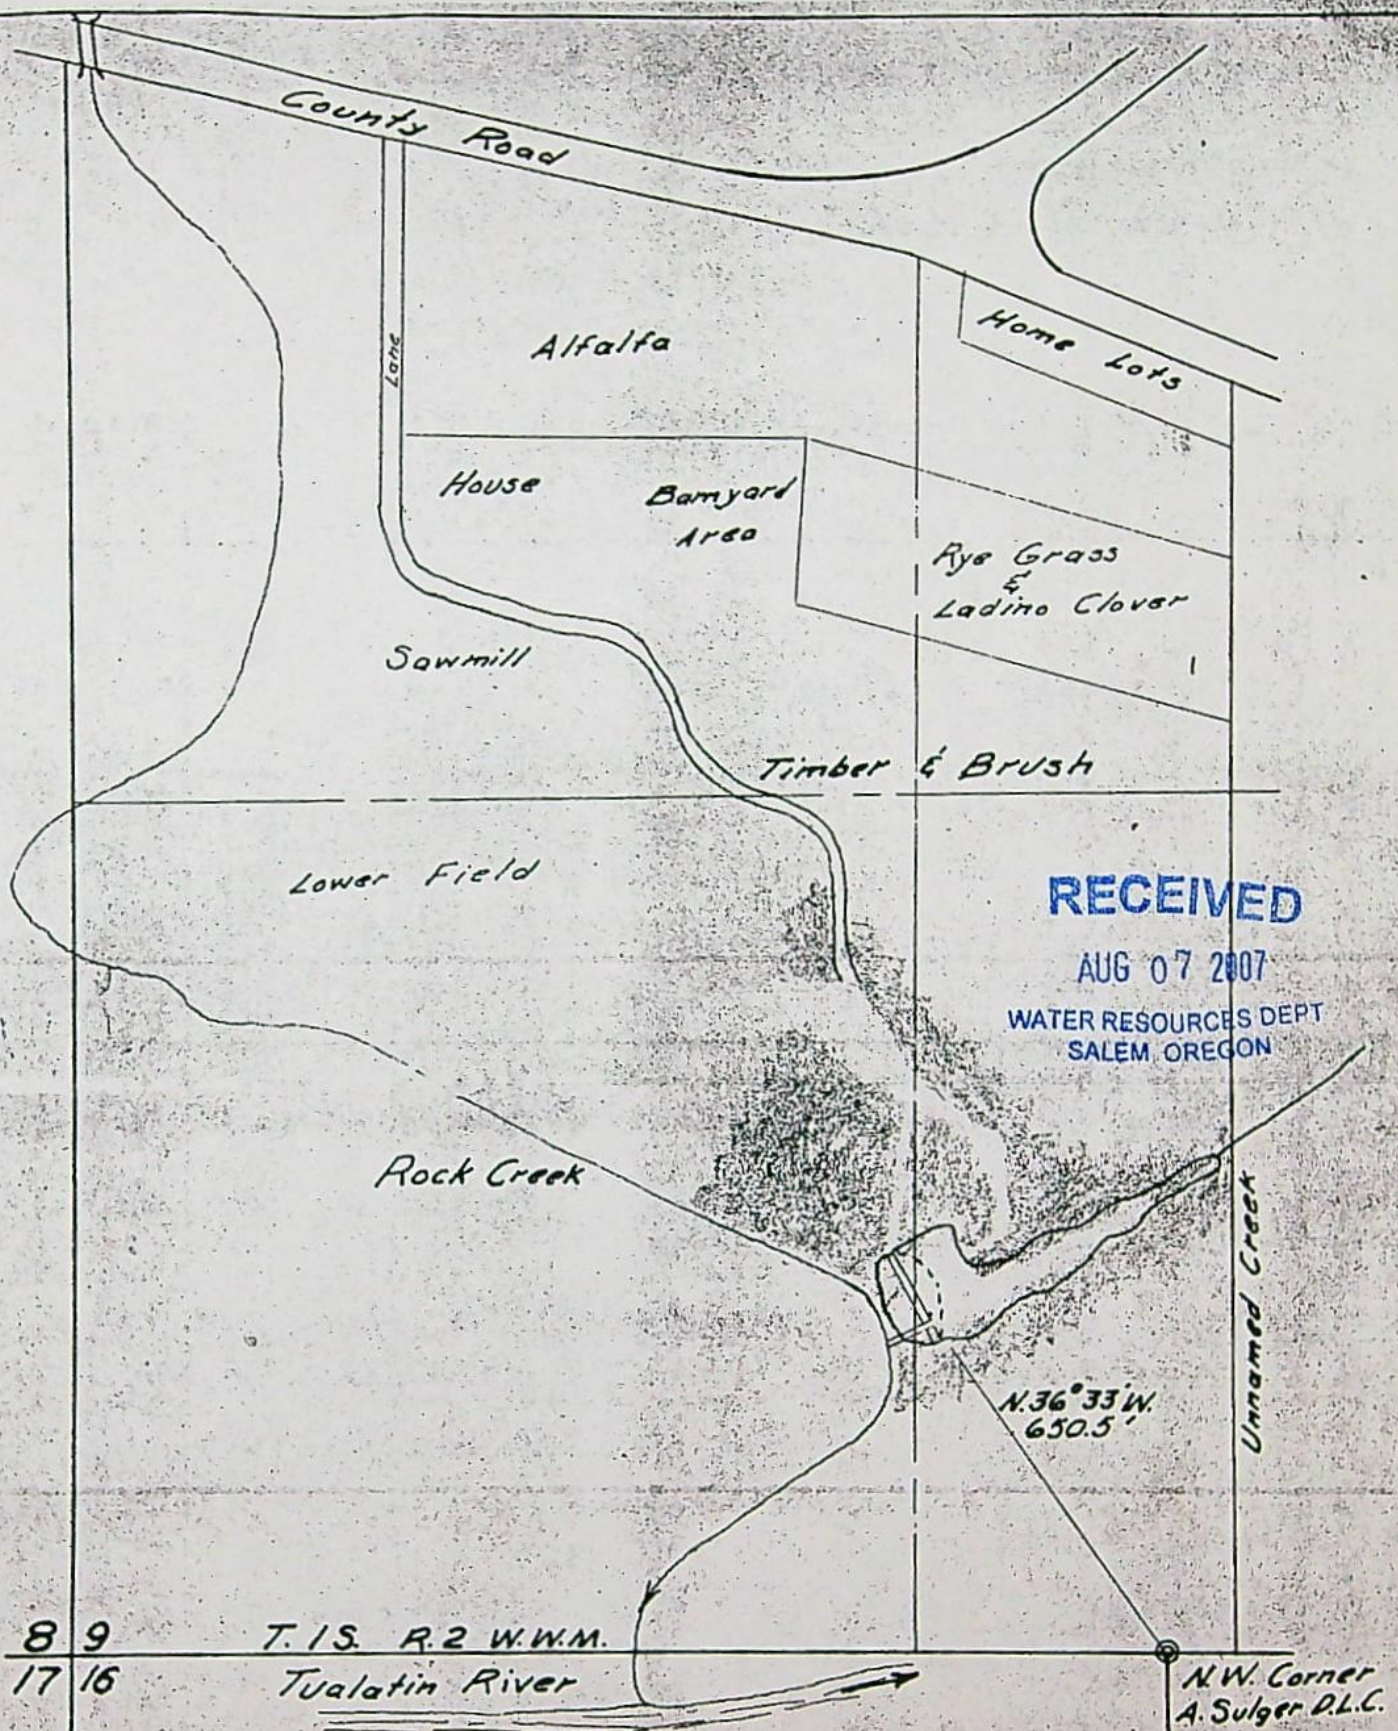 County Road
Lane
Alfalfa
Home Lots
House
Barnyard
Area
Rye Grass
&
Ladino Clover
Sawmill
Timber & Brush
Lower Field
RECEIVED
AUG 07 2007
WATER RESOURCES DEPT
SALEM OREGON
Rock Creek
Unnamed Creek
N.36°33'W.
650.5'
8 9
T. 1 S. R. 2 W. W. M.
17 16
Tualatin River
N.W. Corner
A. Sulger D.L.C.